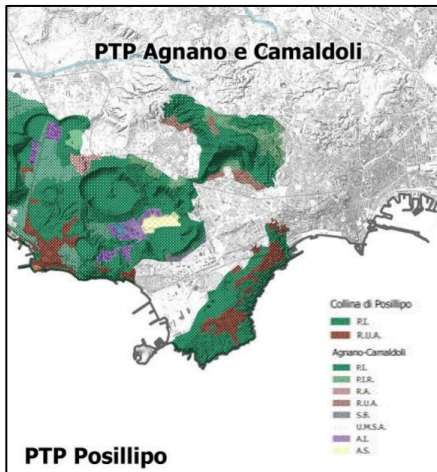 PTP Agnano e Camaldoli
Collina di Posillipo
P.I.
R.U.A.
Agnano-Camaldoli
P.I.
P.I.R.
R.A.
R.U.A.
S.B.
U.M.S.A.
A.I.
A.S.
PTP Posillipo